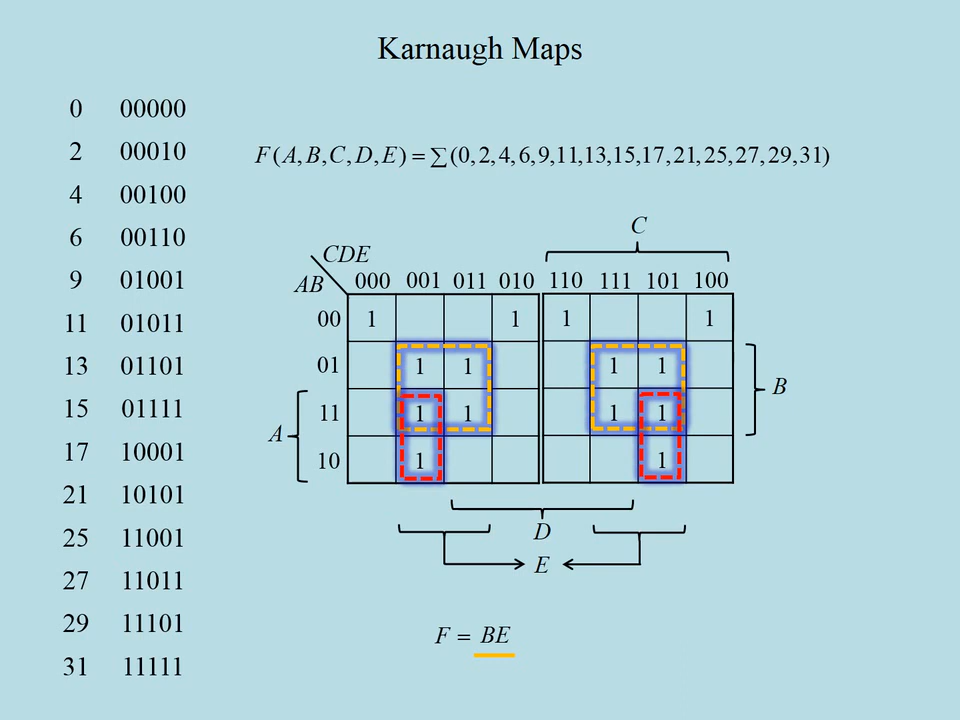 Karnaugh Maps
0 00000
2 00010
4 00100
6 00110
9 01001
11 01011
13 01101
15 01111
17 10001
21 10101
25 11001
27 11011
29 11101
31 11111
F(A,B,C,D,E)=∑(0,2,4,6,9,11,13,15,17,21,25,27,29,31)
C
CDE
AB 000 001 011 010 110 111 101 100
00 1 1 1 1
01 1 1 1 1
B
11 1 1 1 1
A
10 1 1
D
E
F = BE